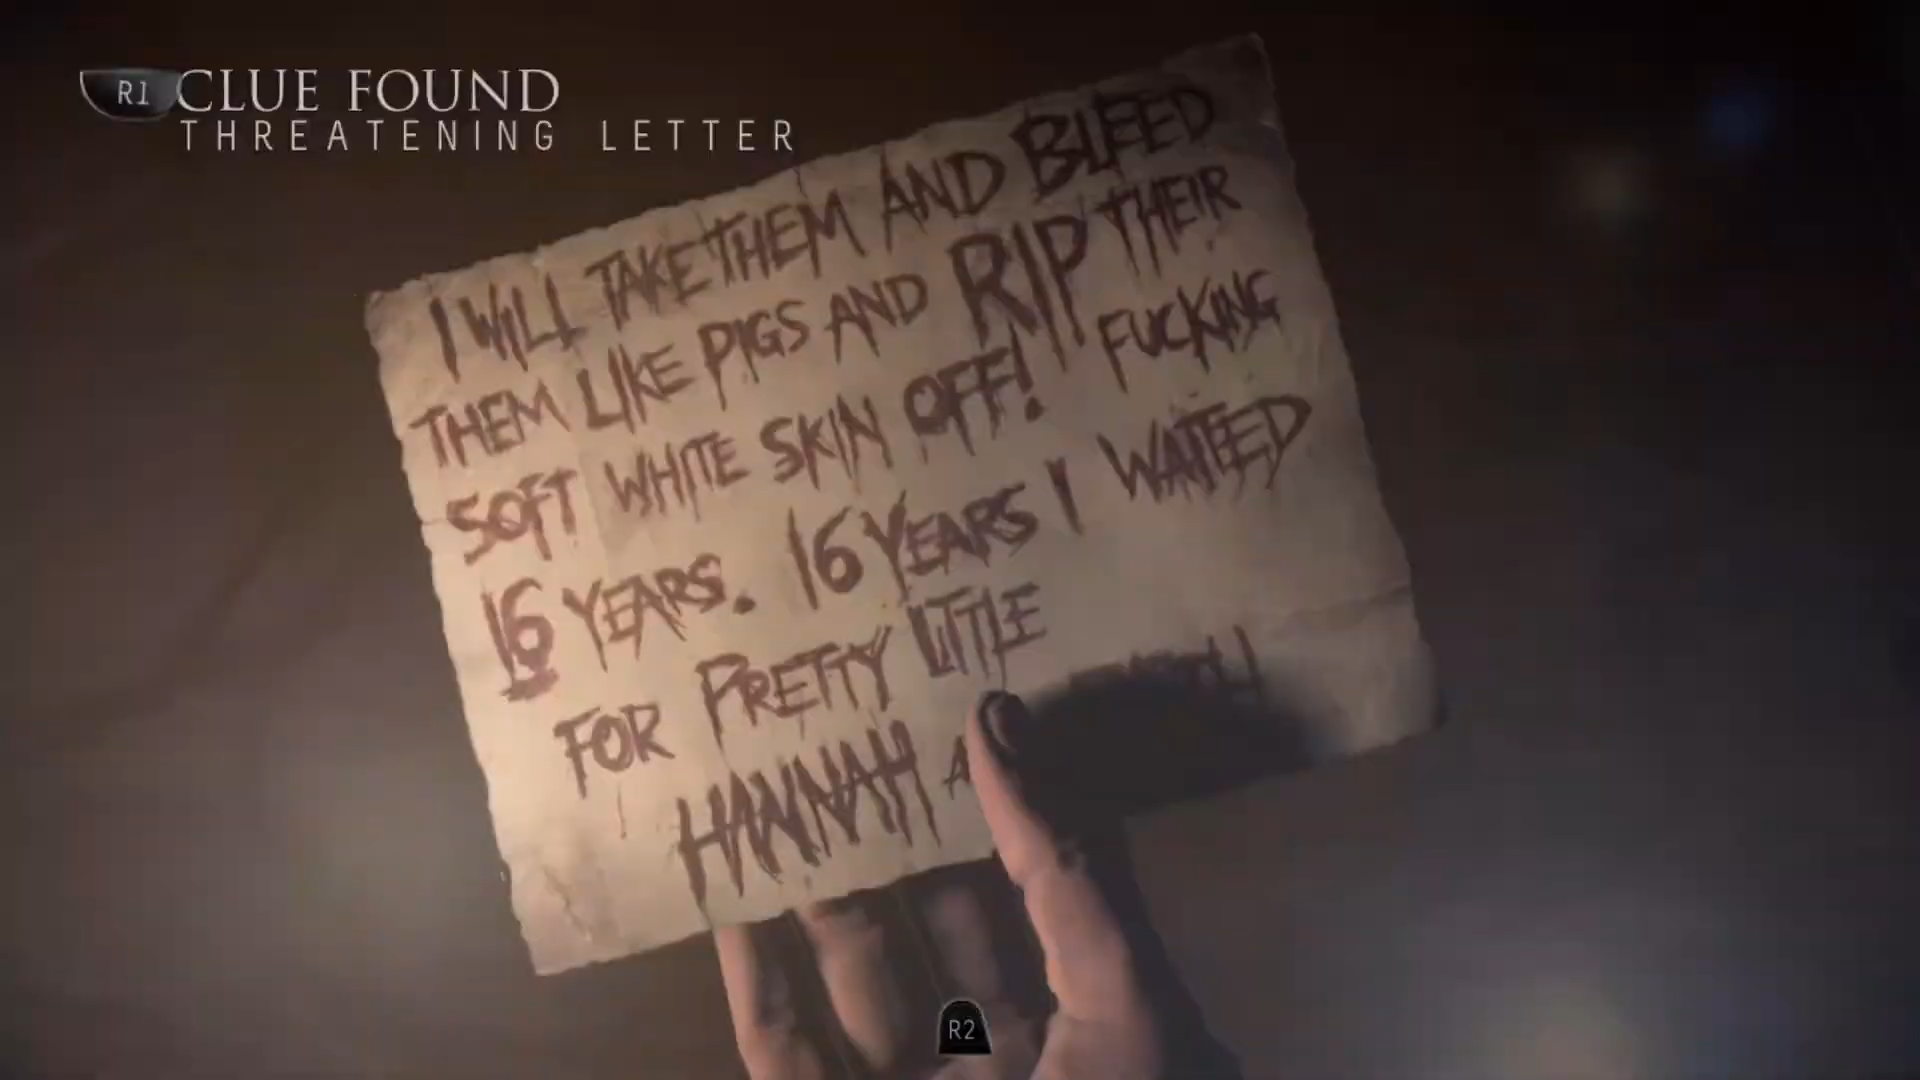 R1 CLUE FOUND
THREATENING LETTER
I WILL TAKE THEM AND BLEED
THEM LIKE PIGS AND RIP THEIR
SOFT WHITE SKIN OFF! FUCKING
16 YEARS. 16 YEARS I WAITED
FOR PRETTY LITTLE
HANNAH
R2